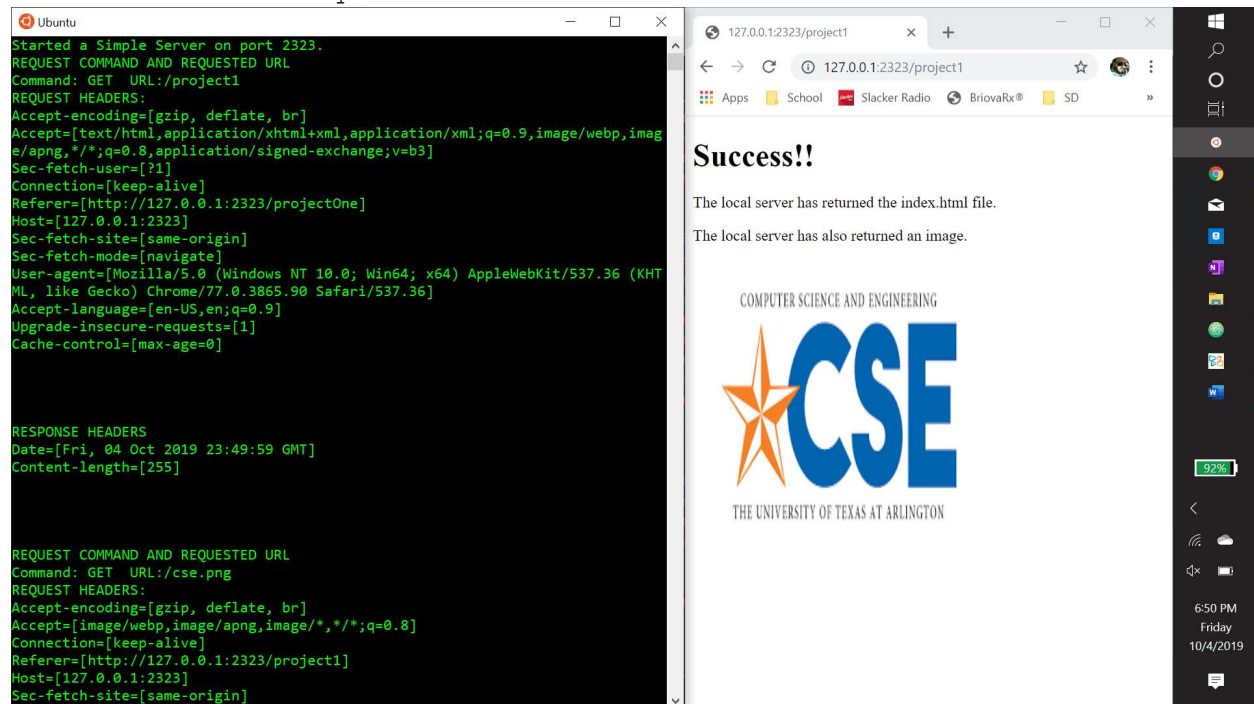 Ubuntu
Started a Simple Server on port 2323.
REQUEST COMMAND AND REQUESTED URL
Command: GET  URL:/project1
REQUEST HEADERS:
Accept-encoding=[gzip, deflate, br]
Accept=[text/html,application/xhtml+xml,application/xml;q=0.9,image/webp,imag
e/apng,*/*;q=0.8,application/signed-exchange;v=b3]
Sec-fetch-user=[?1]
Connection=[keep-alive]
Referer=[http://127.0.0.1:2323/projectOne]
Host=[127.0.0.1:2323]
Sec-fetch-site=[same-origin]
Sec-fetch-mode=[navigate]
User-agent=[Mozilla/5.0 (Windows NT 10.0; Win64; x64) AppleWebKit/537.36 (KHT
ML, like Gecko) Chrome/77.0.3865.90 Safari/537.36]
Accept-language=[en-US,en;q=0.9]
Upgrade-insecure-requests=[1]
Cache-control=[max-age=0]
RESPONSE HEADERS
Date=[Fri, 04 Oct 2019 23:49:59 GMT]
Content-length=[255]
REQUEST COMMAND AND REQUESTED URL
Command: GET  URL:/cse.png
REQUEST HEADERS:
Accept-encoding=[gzip, deflate, br]
Accept=[image/webp,image/apng,image/*,*/*;q=0.8]
Connection=[keep-alive]
Referer=[http://127.0.0.1:2323/project1]
Host=[127.0.0.1:2323]
Sec-fetch-site=[same-origin]
127.0.0.1:2323/project1
127.0.0.1:2323/project1
Apps School Slacker Radio BriovaRx® SD »
Success!!
The local server has returned the index.html file.
The local server has also returned an image.
COMPUTER SCIENCE AND ENGINEERING
CSE
THE UNIVERSITY OF TEXAS AT ARLINGTON
92%
6:50 PM
Friday
10/4/2019